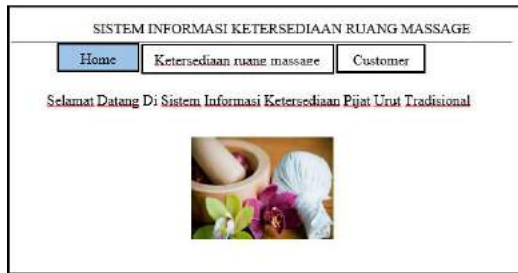 SISTEM INFORMASI KETERSEDIAAN RUANG MASSAGE
Home Ketersediaan ruang massage Customer
Selamat Datang Di Sistem Informasi Ketersediaan Pijat Urut Tradisional